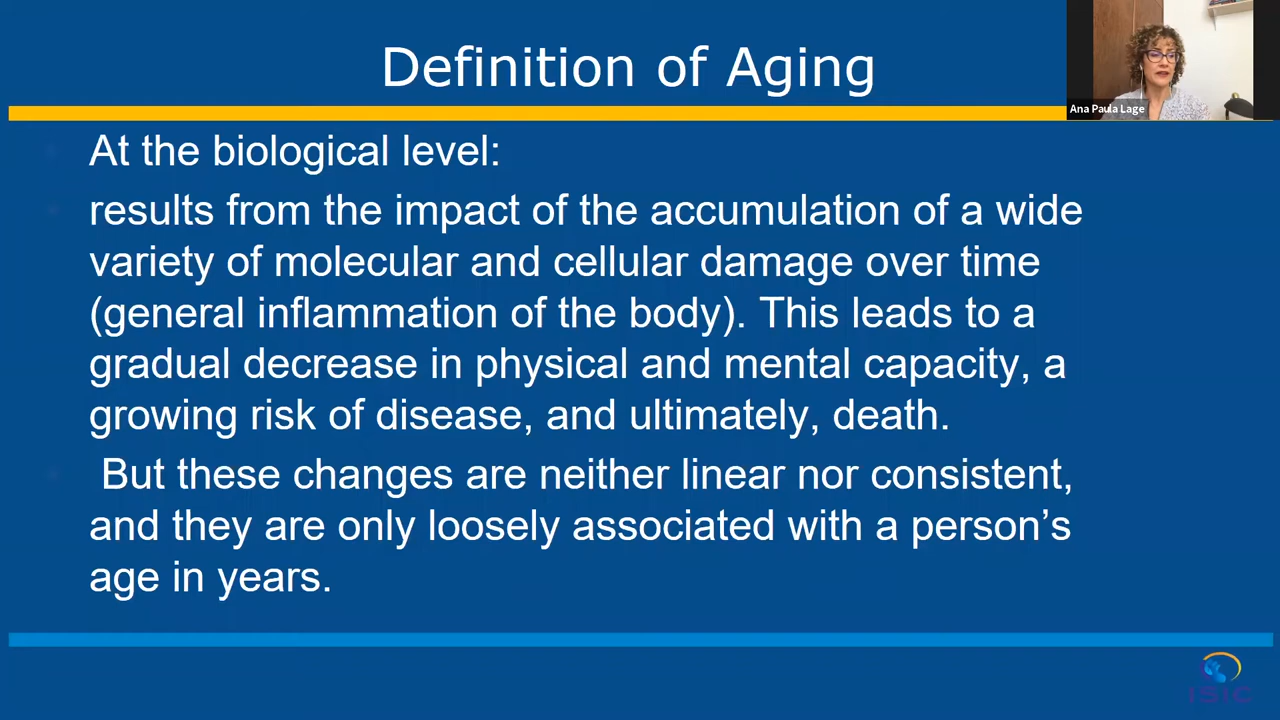 Definition of Aging
Ana Paula Lage
At the biological level:
results from the impact of the accumulation of a wide
variety of molecular and cellular damage over time
(general inflammation of the body). This leads to a
gradual decrease in physical and mental capacity, a
growing risk of disease, and ultimately, death.
But these changes are neither linear nor consistent,
and they are only loosely associated with a person’s
age in years.
ISIC